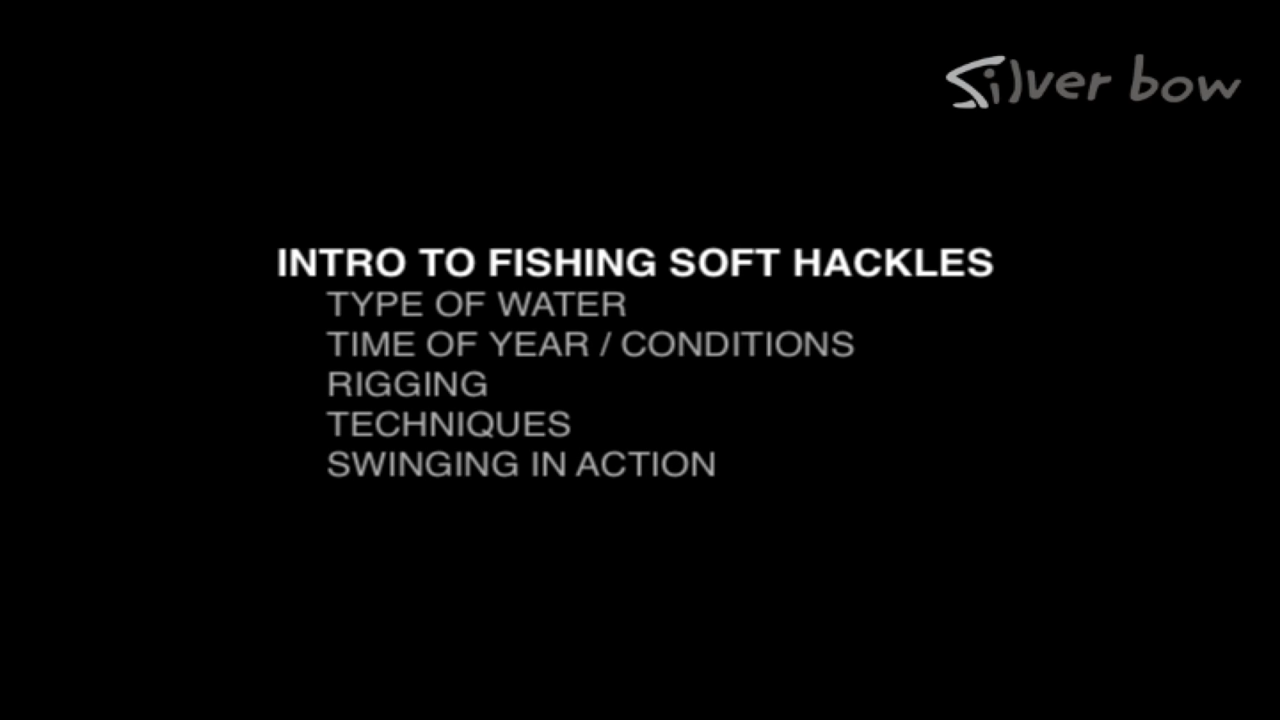 Silver bow
INTRO TO FISHING SOFT HACKLES
TYPE OF WATER
TIME OF YEAR / CONDITIONS
RIGGING
TECHNIQUES
SWINGING IN ACTION